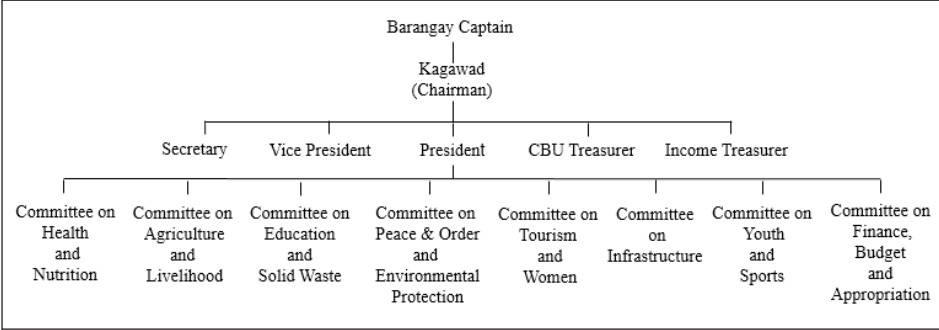 Barangay Captain
Kagawad
(Chairman)
Secretary
Vice President
President
CBU Treasurer
Income Treasurer
Committee on
Health
and
Nutrition
Committee on
Agriculture
and
Livelihood
Committee on
Education
and
Solid Waste
Committee on
Peace & Order
and
Environmental
Protection
Committee on
Tourism
and
Women
Committee
on
Infrastructure
Committee on
Youth
and
Sports
Committee on
Finance,
Budget
and
Appropriation